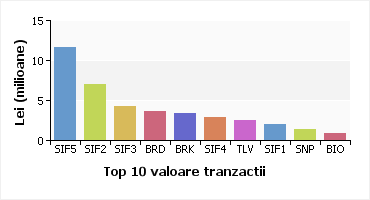 15
10
5
0
Lei (milioane)
SIF5 SIF2 SIF3 BRD BRK SIF4 TLV SIF1 SNP BIO
Top 10 valoare tranzactii